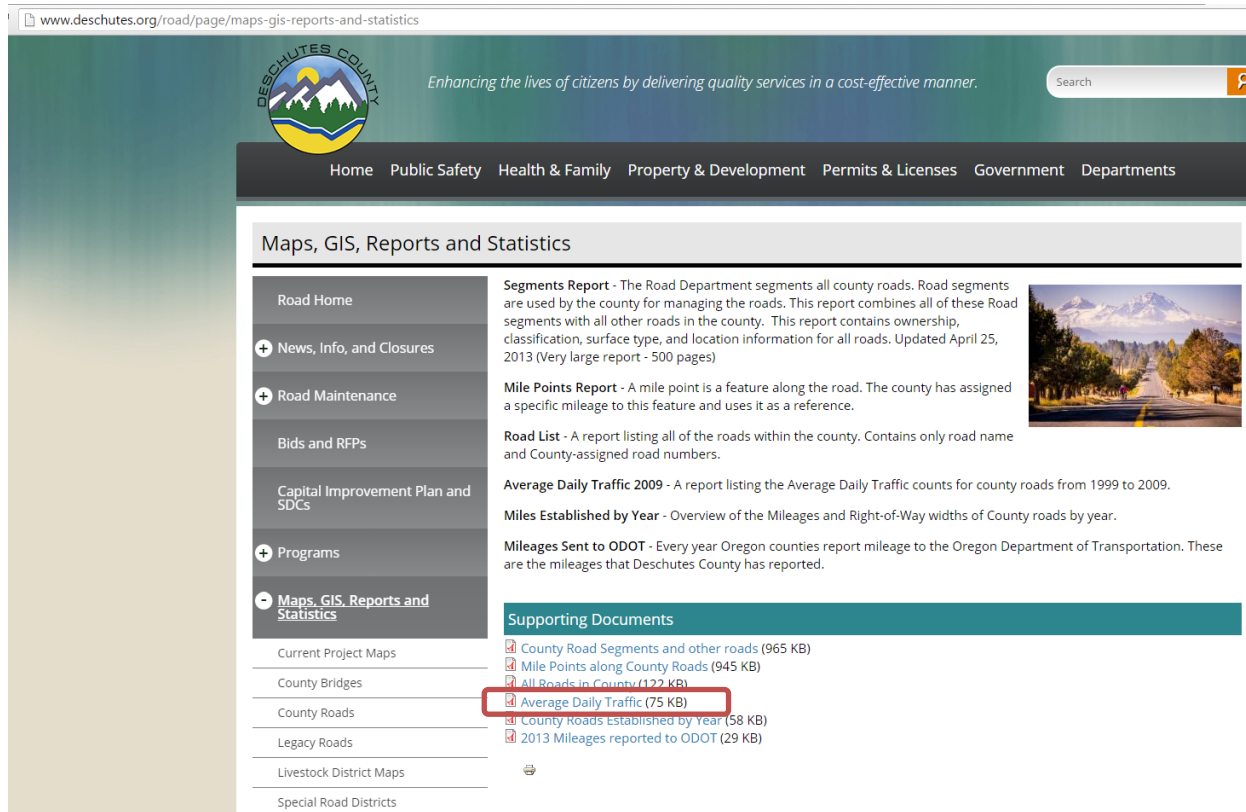 www.deschutes.org/road/page/maps-gis-reports-and-statistics
DESCHUTES COUNTY
Enhancing the lives of citizens by delivering quality services in a cost-effective manner.
Search
Home Public Safety Health & Family Property & Development Permits & Licenses Government Departments
Maps, GIS, Reports and Statistics
Road Home
News, Info, and Closures
Road Maintenance
Bids and RFPs
Capital Improvement Plan and
SDCs
Programs
Maps, GIS, Reports and
Statistics
Current Project Maps
County Bridges
County Roads
Legacy Roads
Livestock District Maps
Special Road Districts
Segments Report - The Road Department segments all county roads. Road segments
are used by the county for managing the roads. This report combines all of these Road
segments with all other roads in the county. This report contains ownership,
classification, surface type, and location information for all roads. Updated April 25,
2013 (Very large report - 500 pages)
Mile Points Report - A mile point is a feature along the road. The county has assigned
a specific mileage to this feature and uses it as a reference.
Road List - A report listing all of the roads within the county. Contains only road name
and County-assigned road numbers.
Average Daily Traffic 2009 - A report listing the Average Daily Traffic counts for county roads from 1999 to 2009.
Miles Established by Year - Overview of the Mileages and Right-of-Way widths of County roads by year.
Mileages Sent to ODOT - Every year Oregon counties report mileage to the Oregon Department of Transportation. These
are the mileages that Deschutes County has reported.
Supporting Documents
County Road Segments and other roads (965 KB)
Mile Points along County Roads (945 KB)
All Roads in County (122 KB)
Average Daily Traffic (75 KB)
County Roads Established by Year (58 KB)
2013 Mileages reported to ODOT (29 KB)